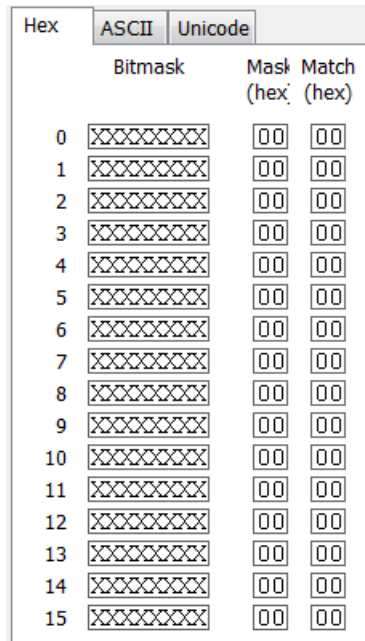 Hex ASCII Unicode
Bitmask Mask Match
(hex) (hex)
0 XXXXXXXX 00 00
1 XXXXXXXX 00 00
2 XXXXXXXX 00 00
3 XXXXXXXX 00 00
4 XXXXXXXX 00 00
5 XXXXXXXX 00 00
6 XXXXXXXX 00 00
7 XXXXXXXX 00 00
8 XXXXXXXX 00 00
9 XXXXXXXX 00 00
10 XXXXXXXX 00 00
11 XXXXXXXX 00 00
12 XXXXXXXX 00 00
13 XXXXXXXX 00 00
14 XXXXXXXX 00 00
15 XXXXXXXX 00 00